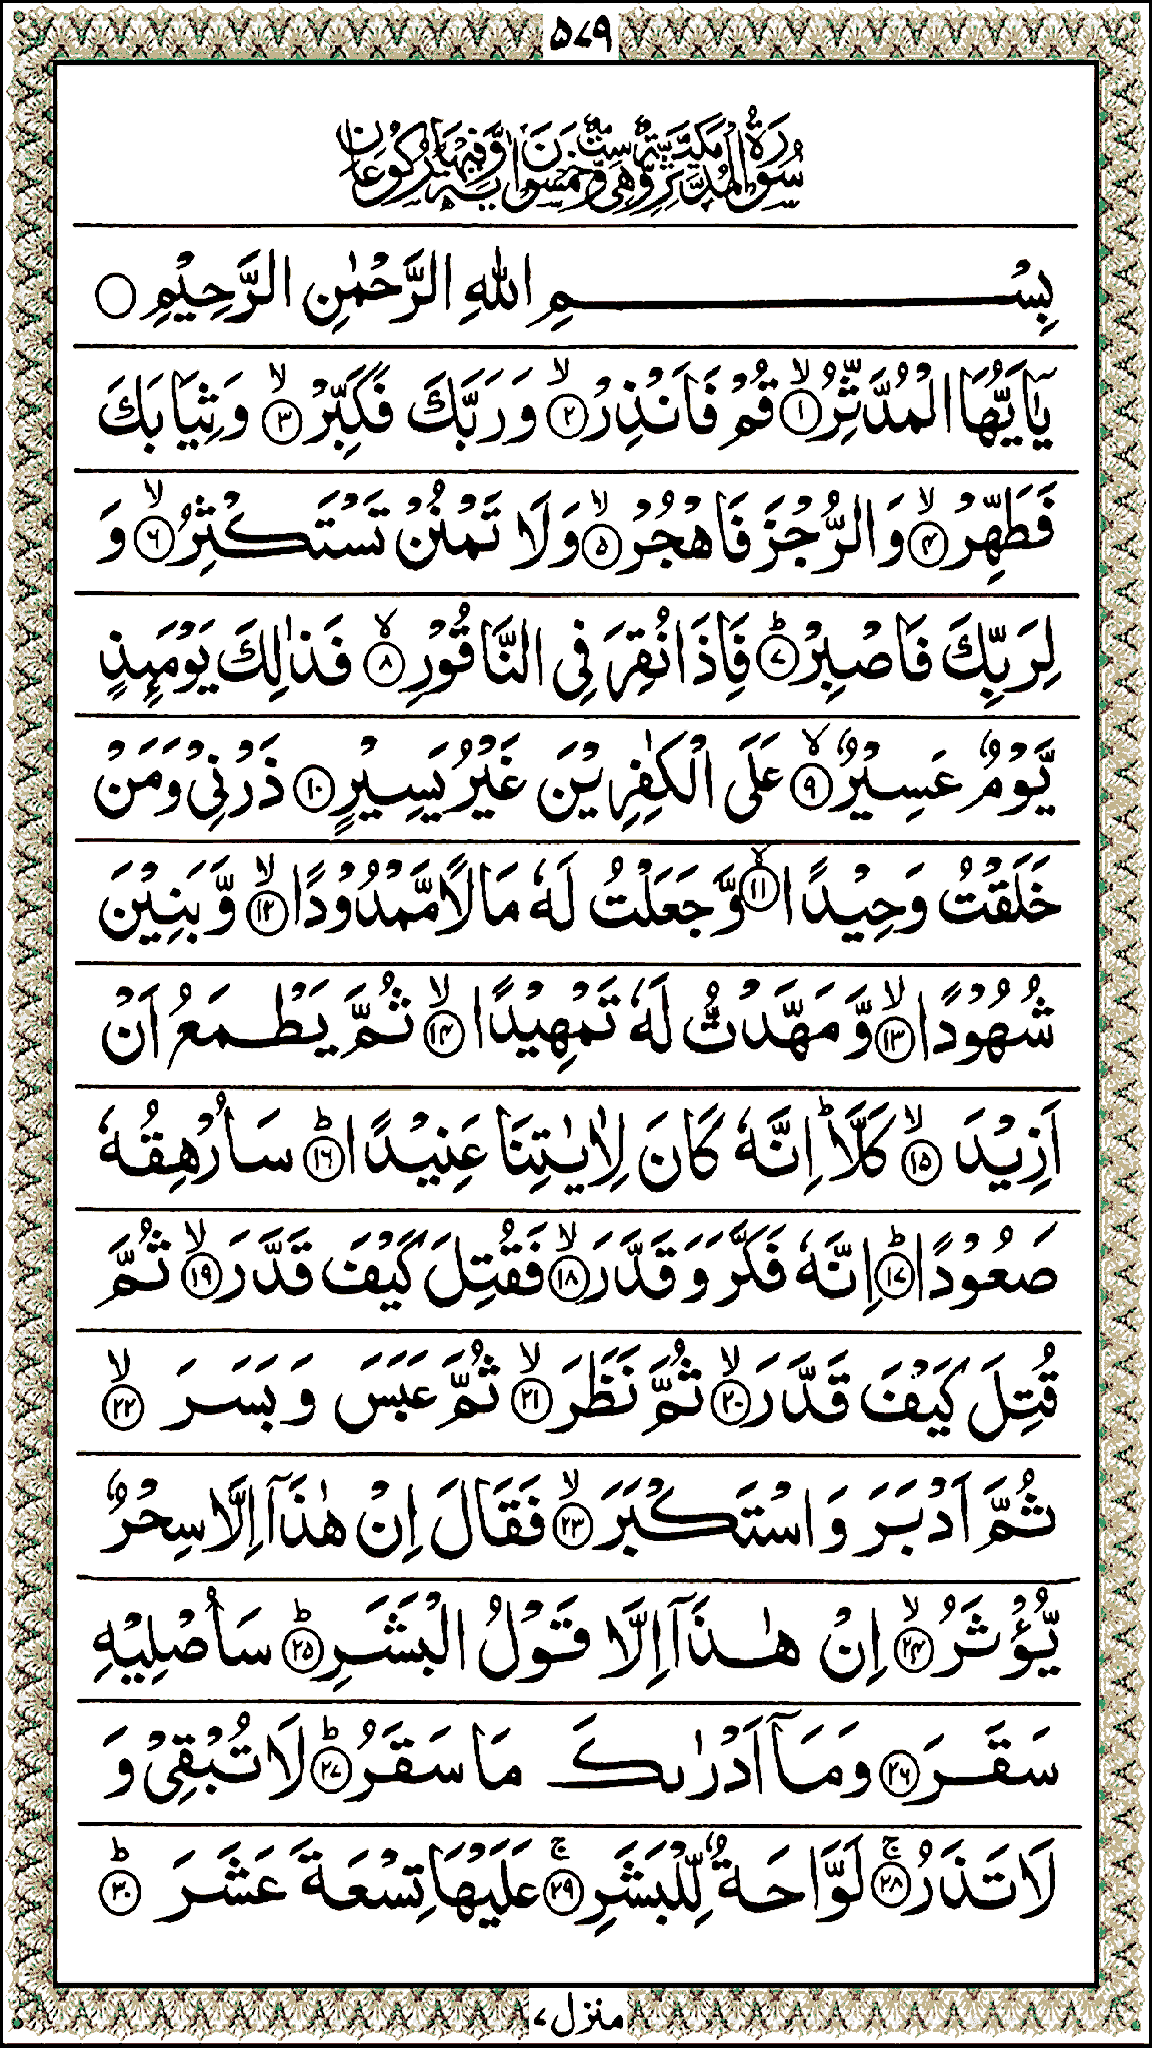 ۵۷۹
سُوْرَةُ الْمُدَّثِّرِ مَكِّيَّةٌ وَّهِيَ سِتٌّ وَّخَمْسُوْنَ اٰيَةً وَّفِيْهَا رُكُوْعَانِ
بِسْمِ اللهِ الرَّحْمٰنِ الرَّحِيْمِ ○
يٰۤاَيُّهَا الْمُدَّثِّرُ ۙ﴿۱﴾ قُمْ فَاَنْذِرْ ۙ﴿۲﴾ وَرَبَّكَ فَكَبِّرْ ۙ﴿۳﴾ وَثِيَابَكَ
فَطَهِّرْ ۙ﴿۴﴾ وَالرُّجْزَ فَاهْجُرْ ۙ﴿۵﴾ وَلَا تَمْنُنْ تَسْتَكْثِرُ ۙ﴿۶﴾ وَ
لِرَبِّكَ فَاصْبِرْ ؕ﴿۷﴾ فَاِذَا نُقِرَ فِي النَّاقُوْرِ ۙ﴿۸﴾ فَذٰلِكَ يَوْمَىِٕذٍ
يَّوْمٌ عَسِيْرٌ ۙ﴿۹﴾ عَلَى الْكٰفِرِيْنَ غَيْرُ يَسِيْرٍ ﴿۱۰﴾ ذَرْنِيْ وَمَنْ
خَلَقْتُ وَحِيْدًا ۙ﴿۱۱﴾ وَّجَعَلْتُ لَهٗ مَالًا مَّمْدُوْدًا ۙ﴿۱۲﴾ وَّبَنِيْنَ
شُهُوْدًا ۙ﴿۱۳﴾ وَّمَهَّدْتُّ لَهٗ تَمْهِيْدًا ۙ﴿۱۴﴾ ثُمَّ يَطْمَعُ اَنْ
اَزِيْدَ ۙ﴿۱۵﴾ كَلَّا ؕ اِنَّهٗ كَانَ لِاٰيٰتِنَا عَنِيْدًا ؕ﴿۱۶﴾ سَاُرْهِقُهٗ
صَعُوْدًا ؕ﴿۱۷﴾ اِنَّهٗ فَكَّرَ وَقَدَّرَ ۙ﴿۱۸﴾ فَقُتِلَ كَيْفَ قَدَّرَ ۙ﴿۱۹﴾ ثُمَّ
قُتِلَ كَيْفَ قَدَّرَ ۙ﴿۲۰﴾ ثُمَّ نَظَرَ ۙ﴿۲۱﴾ ثُمَّ عَبَسَ وَبَسَرَ ۙ﴿۲۲﴾
ثُمَّ اَدْبَرَ وَاسْتَكْبَرَ ۙ﴿۲۳﴾ فَقَالَ اِنْ هٰذَاۤ اِلَّا سِحْرٌ
يُّؤْثَرُ ۙ﴿۲۴﴾ اِنْ هٰذَاۤ اِلَّا قَوْلُ الْبَشَرِ ؕ﴿۲۵﴾ سَاُصْلِيْهِ
سَقَرَ ﴿۲۶﴾ وَمَاۤ اَدْرٰىكَ مَا سَقَرُ ؕ﴿۲۷﴾ لَا تُبْقِيْ وَ
لَا تَذَرُ ۚ﴿۲۸﴾ لَوَّاحَةٌ لِّلْبَشَرِ ۚ﴿۲۹﴾ عَلَيْهَا تِسْعَةَ عَشَرَ ؕ﴿۳۰﴾
منزل ۷